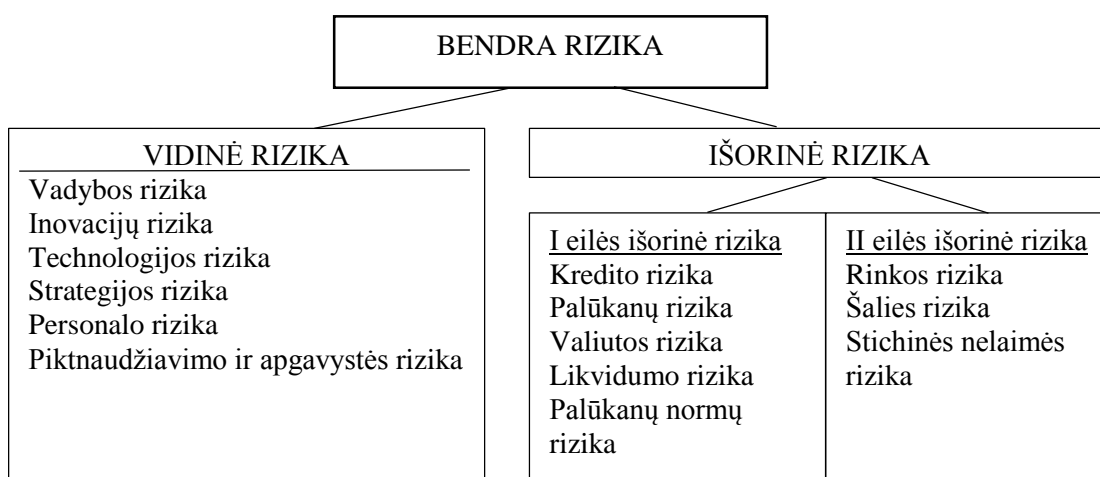 BENDRA RIZIKA
VIDINĖ RIZIKA
Vadybos rizika
Inovacijų rizika
Technologijos rizika
Strategijos rizika
Personalo rizika
Piktnaudžiavimo ir apgavystės rizika
IŠORINĖ RIZIKA
I eilės išorinė rizika
Kredito rizika
Palūkanų rizika
Valiutos rizika
Likvidumo rizika
Palūkanų normų
rizika
II eilės išorinė rizika
Rinkos rizika
Šalies rizika
Stichinės nelaimės
rizika